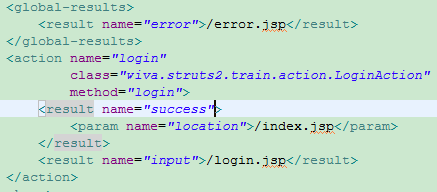 <global-results>
<result name="error">/error.jsp</result>
</global-results>
<action name="login"
class="viva.struts2.train.action.LoginAction"
method="login">
<result name="success">
<param name="location">/index.jsp</param>
</result>
<result name="input">/login.jsp</result>
</action>